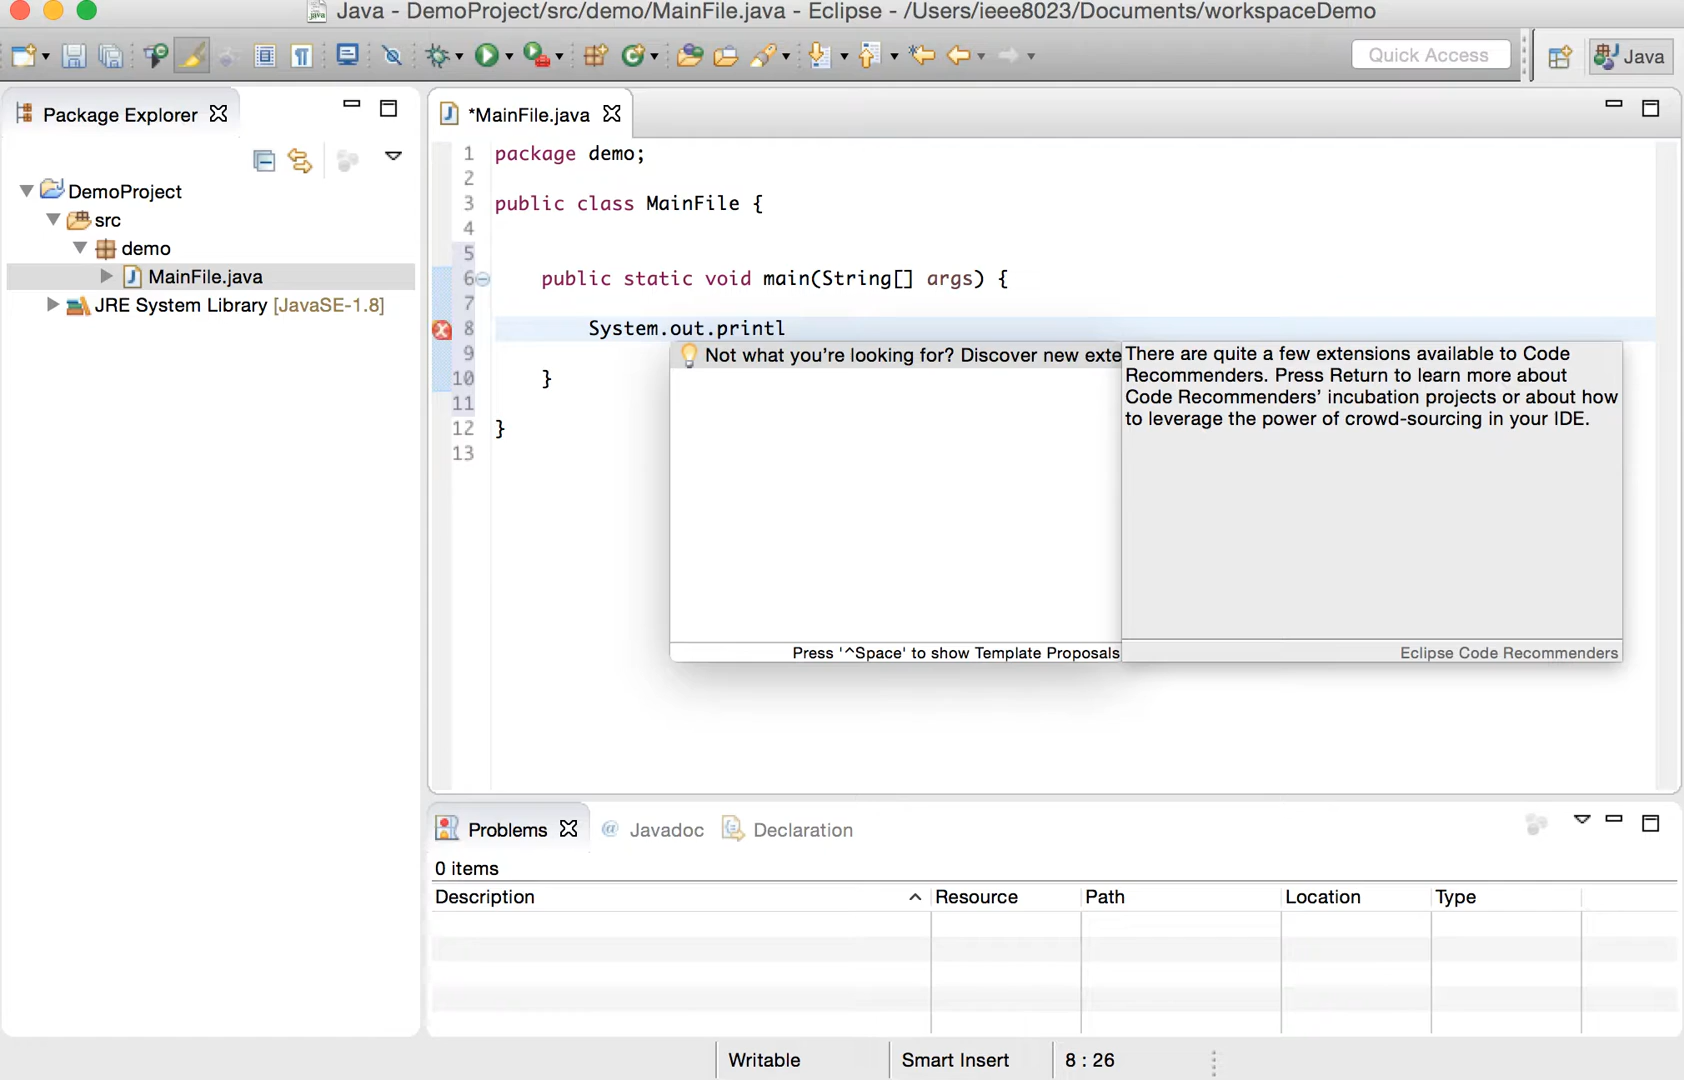 Java - DemoProject/src/demo/MainFile.java - Eclipse - /Users/ieee8023/Documents/workspaceDemo
Quick Access
Java
Package Explorer
DemoProject
src
demo
MainFile.java
JRE System Library [JavaSE-1.8]
*MainFile.java
1 package demo;
2
3 public class MainFile {
4
5
6 public static void main(String[] args) {
7
8 System.out.printl
9
10 }
11
12 }
13
Not what you're looking for? Discover new exte
Press '^Space' to show Template Proposals
There are quite a few extensions available to Code
Recommenders. Press Return to learn more about
Code Recommenders' incubation projects or about how
to leverage the power of crowd-sourcing in your IDE.
Eclipse Code Recommenders
Problems @ Javadoc Declaration
0 items
Description Resource Path Location Type
Writable Smart Insert 8 : 26